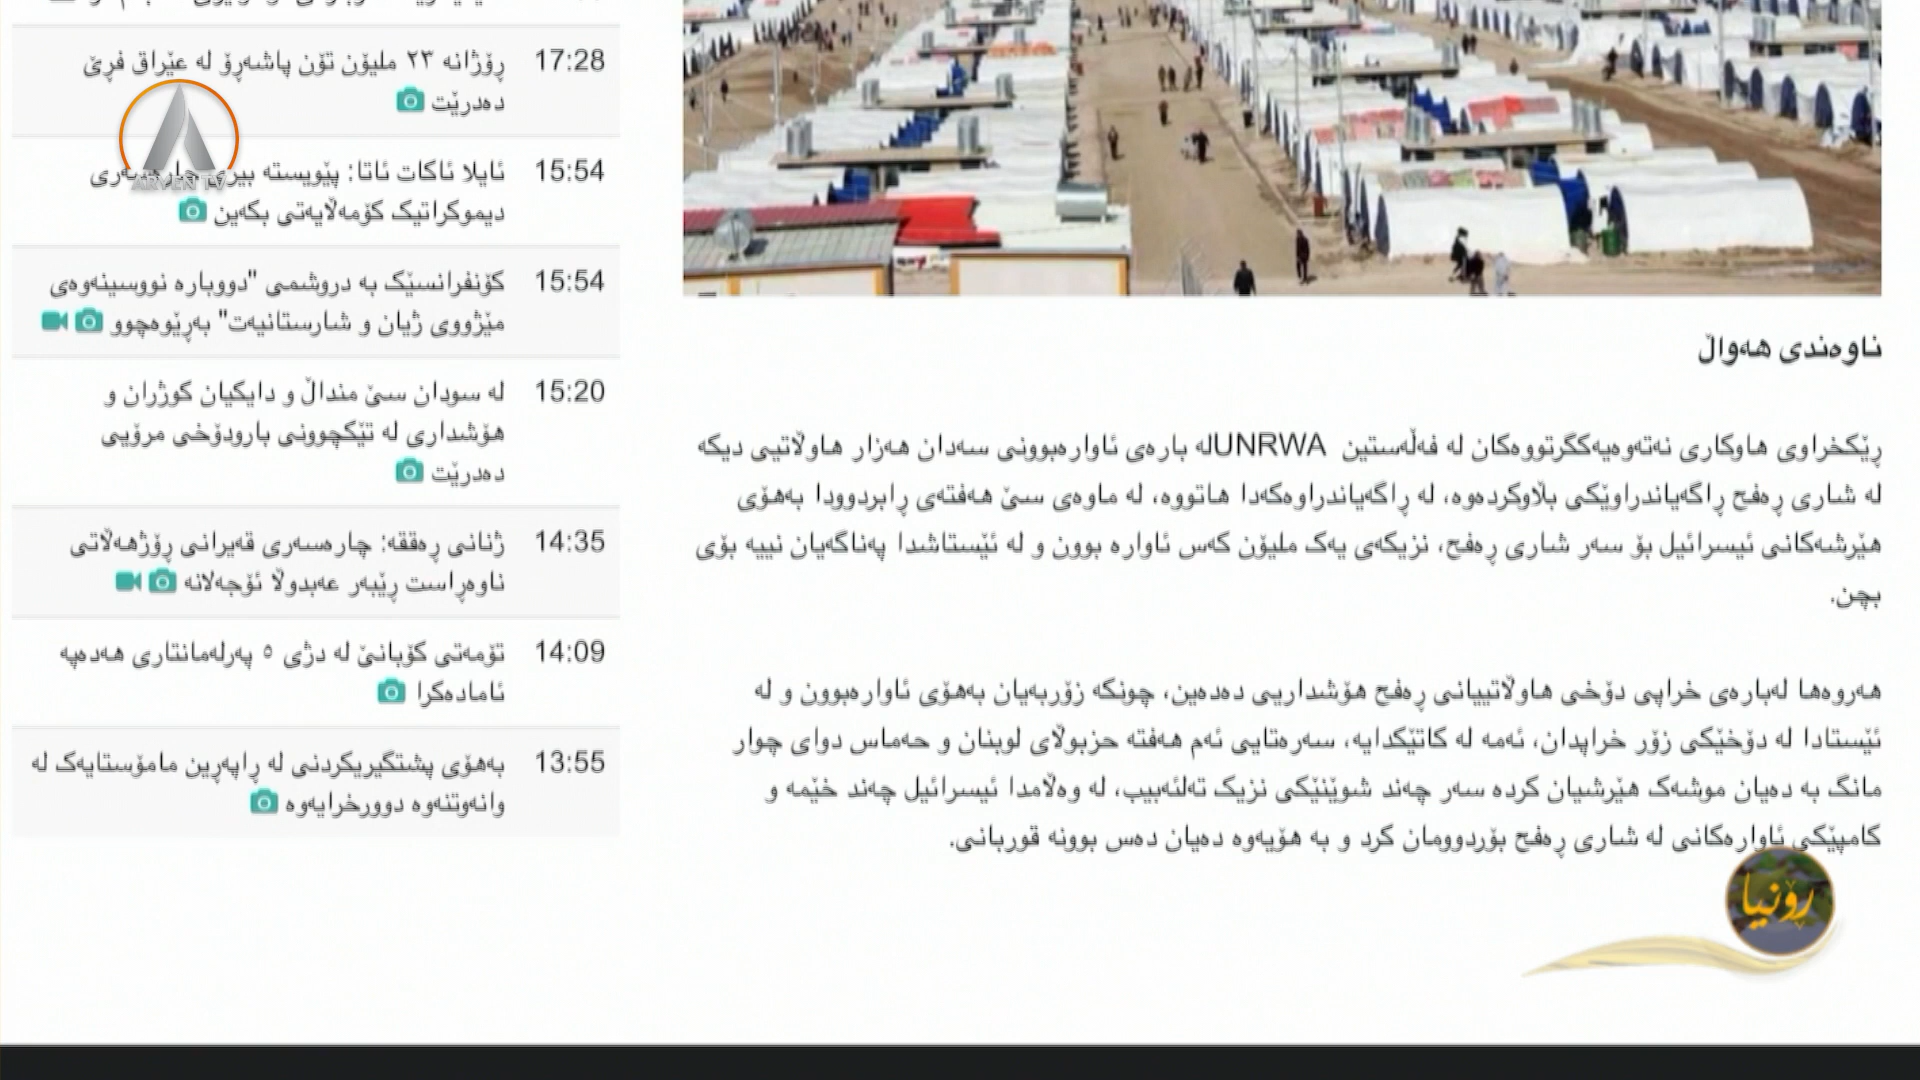 17:28 ڕۆژانە ٢٣ ملیۆن تۆن پاشەڕۆ لە عێراق فڕێ
دەدرێت
15:54 ئایلا ئاکات ئاتا: پێویستە بیری
دیموکراتیک کۆمەڵایەتی بکەین
15:54 کۆنفرانسێک بە دروشمی "دووبارە نووسینەوەی
مێژووی ژیان و شارستانیەت" بەڕێوەچوو
15:20 لە سودان سێ منداڵ و دایکیان کوژران و
هۆشداری لە تێکچوونی بارودۆخی مرۆیی
دەدرێت
14:35 ژنانی ڕەققە: چارەسەری قەیرانی ڕۆژهەڵاتی
ناوەڕاست ڕێبەر عەبدوڵا ئۆجەلانە
14:09 تۆمەتی کۆبانێ لە دژی ٥ پەرلەمانتاری هەدەپە
ئامادەکرا
13:55 بەهۆی پشتگیریکردنی لە ڕاپەڕین مامۆستایەک لە
وانەوتنەوە دوورخرایەوە
ARYEN TV
ناوەندی هەواڵ
ڕێکخراوی هاوکاری نەتەوەیەکگرتووەکان لە فەڵەستین UNRWAلە بارەی ئاوارەبوونی سەدان هەزار هاوڵاتیی دیکە
لە شاری ڕەفح ڕاگەیاندراوێکی بڵاوکردەوە، لە ڕاگەیاندراوەکەدا هاتووە، لە ماوەی سێ هەفتەی ڕابردوودا بەهۆی
هێرشەکانی ئیسرائیل بۆ سەر شاری ڕەفح، نزیکەی یەک ملیۆن کەس ئاوارە بوون و لە ئێستاشدا پەناگەیان نییە بۆی
بچن.
هەروەها لەبارەی خراپی دۆخی هاوڵاتییانی ڕەفح هۆشداریی دەدەین، چونکە زۆربەیان بەهۆی ئاوارەبوون و لە
ئێستادا لە دۆخێکی زۆر خراپدان، ئەمە لە کاتێکدایە، سەرەتایی ئەم هەفتە حزبوڵای لوبنان و حەماس دوای چوار
مانگ بە دەیان موشەک هێرشیان کردە سەر چەند شوێنێکی نزیک تەلئەبیب، لە وەڵامدا ئیسرائیل چەند خێمە و
کامپێکی ئاوارەکانی لە شاری ڕەفح بۆردوومان کرد و بە هۆیەوە دەیان دەس بوونە قوربانی.
ڕۆنیا